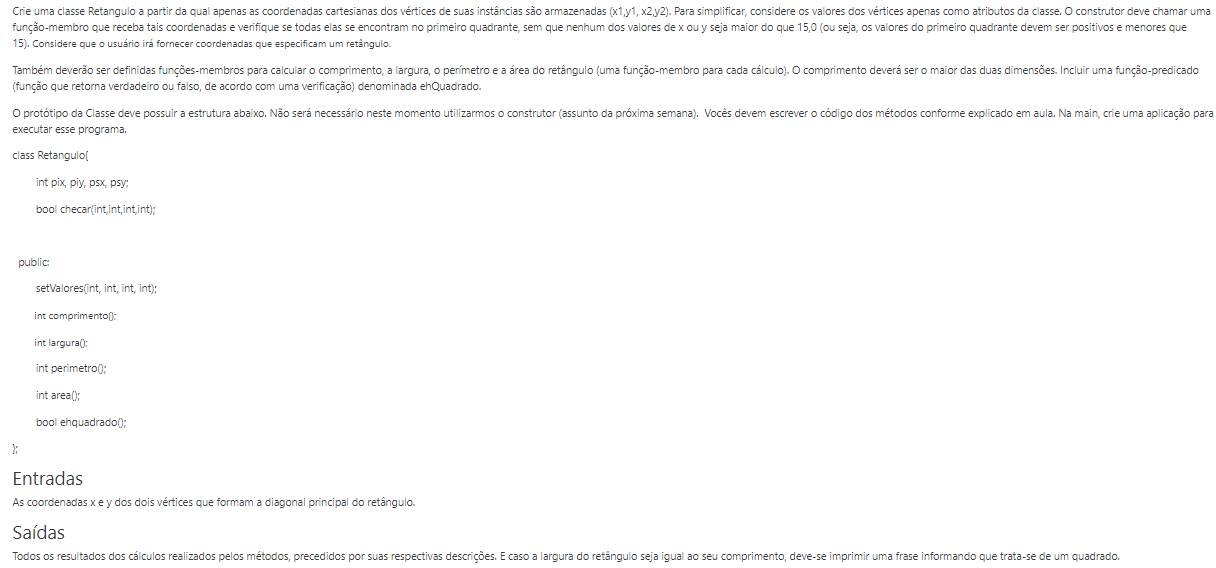 Crie uma classe Retangulo a partir da qual apenas as coordenadas cartesianas dos vértices de suas instâncias são armazenadas (x1,y1, x2,y2). Para simplificar, considere os valores dos vértices apenas como atributos da classe. O construtor deve chamar uma
função-membro que receba tais coordenadas e verifique se todas elas se encontram no primeiro quadrante, sem que nenhum dos valores de x ou y seja maior do que 15,0 (ou seja, os valores do primeiro quadrante devem ser positivos e menores que
15). Considere que o usuário irá fornecer coordenadas que especificam um retângulo.
Também deverão ser definidas funções-membros para calcular o comprimento, a largura, o perímetro e a área do retângulo (uma função-membro para cada cálculo). O comprimento deverá ser o maior das duas dimensões. Incluir uma função-predicado
(função que retorna verdadeiro ou falso, de acordo com uma verificação) denominada ehQuadrado.
O protótipo da Classe deve possuir a estrutura abaixo. Não será necessário neste momento utilizarmos o construtor (assunto da próxima semana). Vocês devem escrever o código dos métodos conforme explicado em aula. Na main, crie uma aplicação para
executar esse programa.
class Retangulo{
int pix, piy, psx, psy;
bool checar(int,int,int,int);
public:
setValores(int, int, int, int);
int comprimento();
int largura();
int perimetro();
int area();
bool ehquadrado();
};
Entradas
As coordenadas x e y dos dois vértices que formam a diagonal principal do retângulo.
Saídas
Todos os resultados dos cálculos realizados pelos métodos, precedidos por suas respectivas descrições. E caso a largura do retângulo seja igual ao seu comprimento, deve-se imprimir uma frase informando que trata-se de um quadrado.